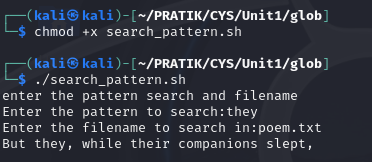 (kali㉿kali)-[~/PRATIK/CYS/Unit1/glob]
$ chmod +x search_pattern.sh
(kali㉿kali)-[~/PRATIK/CYS/Unit1/glob]
$ ./search_pattern.sh
enter the pattern search and filename
Enter the pattern to search:they
Enter the filename to search in:poem.txt
But they, while their companions slept,